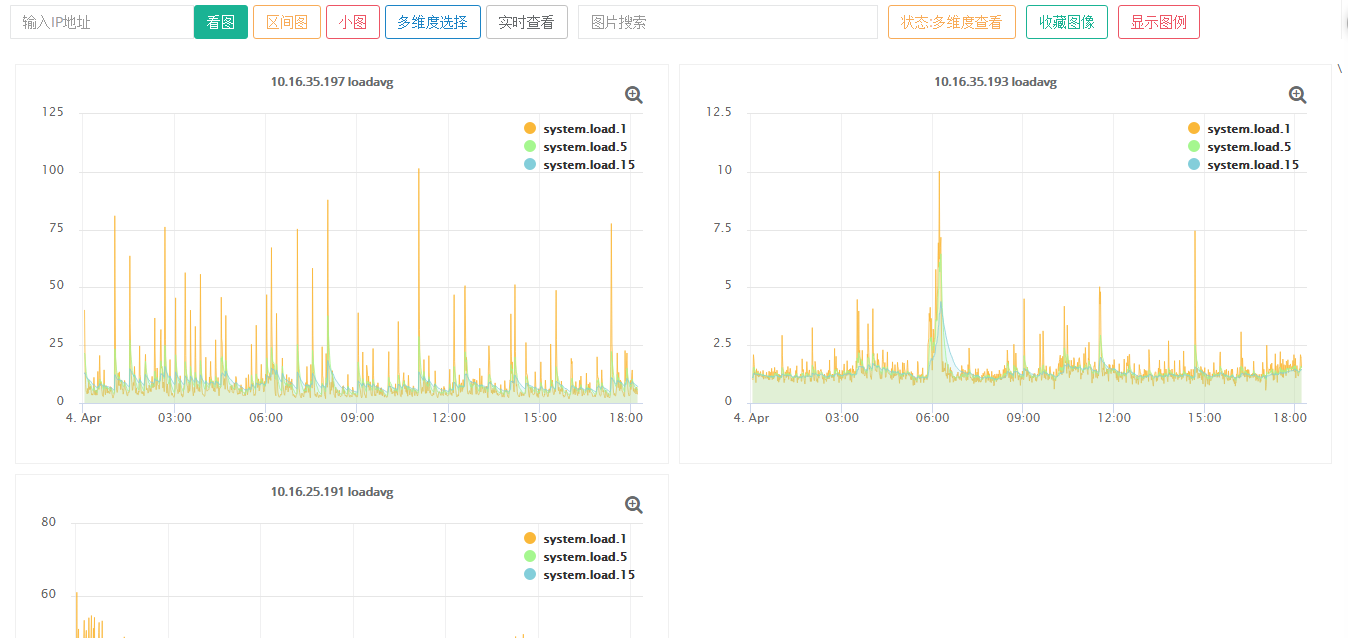 输入IP地址 看图 区间图 小图 多维度选择 实时查看 图片搜索 状态:多维度查看 收藏图像 显示图例
\
10.16.35.197 loadavg
125
100
75
50
25
0
system.load.1
system.load.5
system.load.15
4. Apr 03:00 06:00 09:00 12:00 15:00 18:00
10.16.35.193 loadavg
12.5
10
7.5
5
2.5
0
system.load.1
system.load.5
system.load.15
4. Apr 03:00 06:00 09:00 12:00 15:00 18:00
10.16.25.191 loadavg
80
60
system.load.1
system.load.5
system.load.15